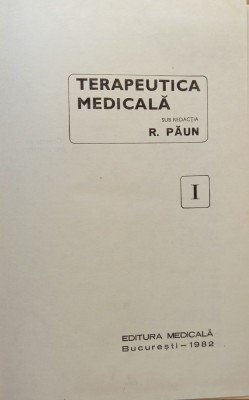 TERAPEUTICA
MEDICALĂ
SUB REDACȚIA
R. PĂUN
I
EDITURA MEDICALĂ
București – 1982